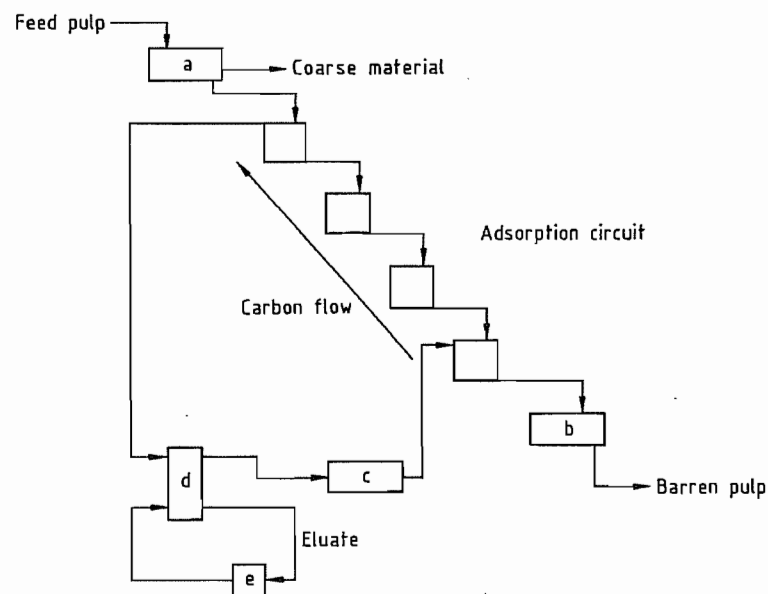 Feed pulp
a
Coarse material
Adsorption circuit
Carbon flow
b
d
c
Barren pulp
Eluate
e